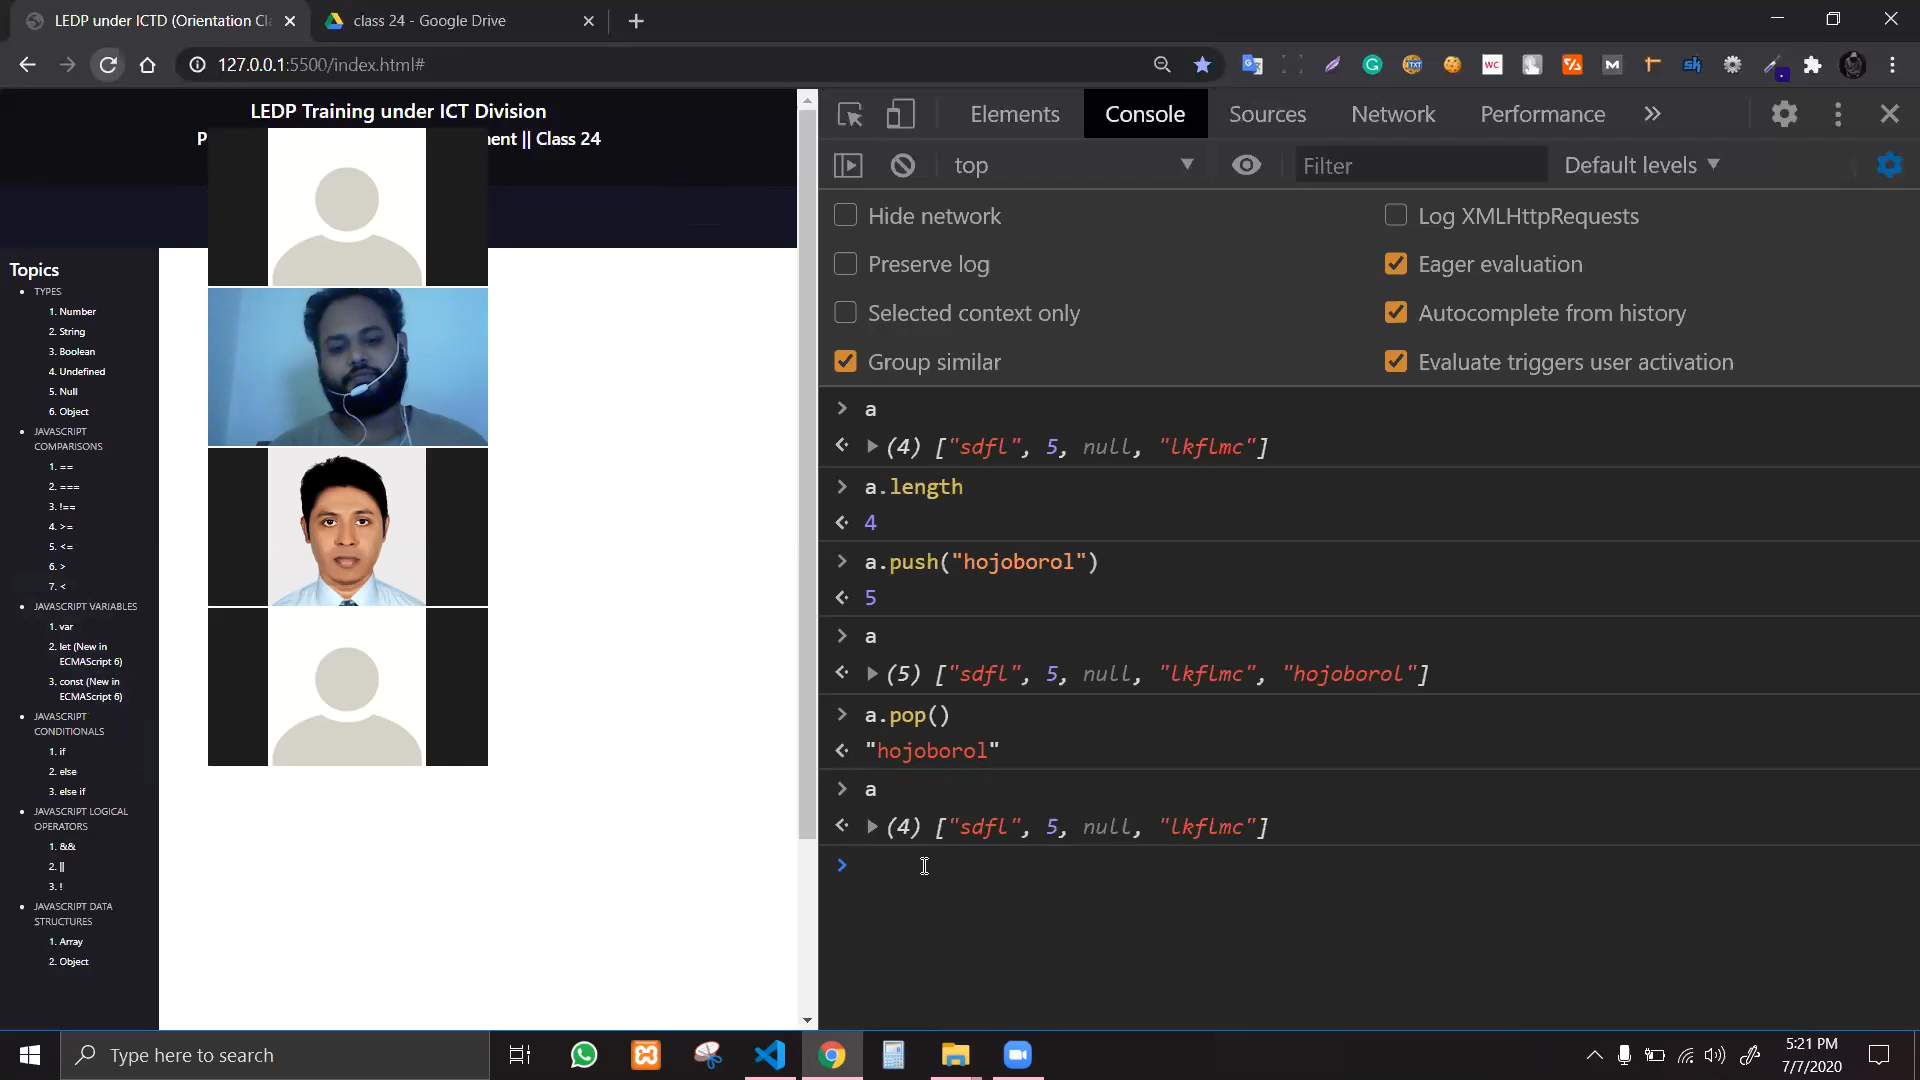 LEDP under ICTD (Orientation Cl
class 24 - Google Drive
127.0.0.1:5500/index.html#
LEDP Training under ICT Division
P
ent || Class 24
Topics
TYPES
1. Number
2. String
3. Boolean
4. Undefined
5. Null
6. Object
JAVASCRIPT
COMPARISONS
1. ==
2. ===
3. !==
4. >=
5. <=
6. >
7. <
JAVASCRIPT VARIABLES
1. var
2. let (New in
ECMAScript 6)
3. const (New in
ECMAScript 6)
JAVASCRIPT
CONDITIONALS
1. if
2. else
3. else if
JAVASCRIPT LOGICAL
OPERATORS
1. &&
2. ||
3. !
JAVASCRIPT DATA
STRUCTURES
1. Array
2. Object
Elements Console Sources Network Performance
top Filter Default levels
Hide network Log XMLHttpRequests
Preserve log Eager evaluation
Selected context only Autocomplete from history
Group similar Evaluate triggers user activation
a
(4) ["sdfl", 5, null, "lkflmc"]
a.length
4
a.push("hojoborol")
5
a
(5) ["sdfl", 5, null, "lkflmc", "hojoborol"]
a.pop()
"hojoborol"
a
(4) ["sdfl", 5, null, "lkflmc"]
Type here to search
5:21 PM
7/7/2020